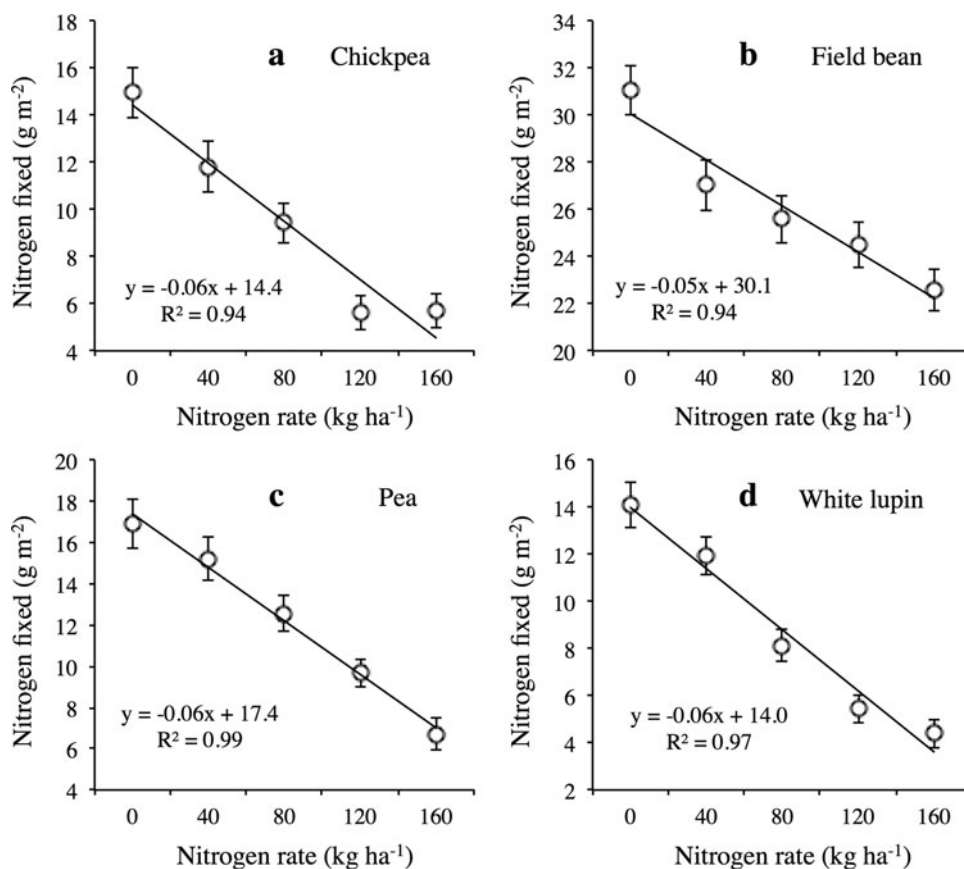 a Chickpea
Nitrogen fixed (g m⁻²)
18
16
14
12
10
8
6
4
y = -0.06x + 14.4
R² = 0.94
0 40 80 120 160
Nitrogen rate (kg ha⁻¹)
b Field bean
Nitrogen fixed (g m⁻²)
34
32
30
28
26
24
22
20
y = -0.05x + 30.1
R² = 0.94
0 40 80 120 160
Nitrogen rate (kg ha⁻¹)
c Pea
Nitrogen fixed (g m⁻²)
20
18
16
14
12
10
8
6
4
y = -0.06x + 17.4
R² = 0.99
0 40 80 120 160
Nitrogen rate (kg ha⁻¹)
d White lupin
Nitrogen fixed (g m⁻²)
16
14
12
10
8
6
4
2
y = -0.06x + 14.0
R² = 0.97
0 40 80 120 160
Nitrogen rate (kg ha⁻¹)